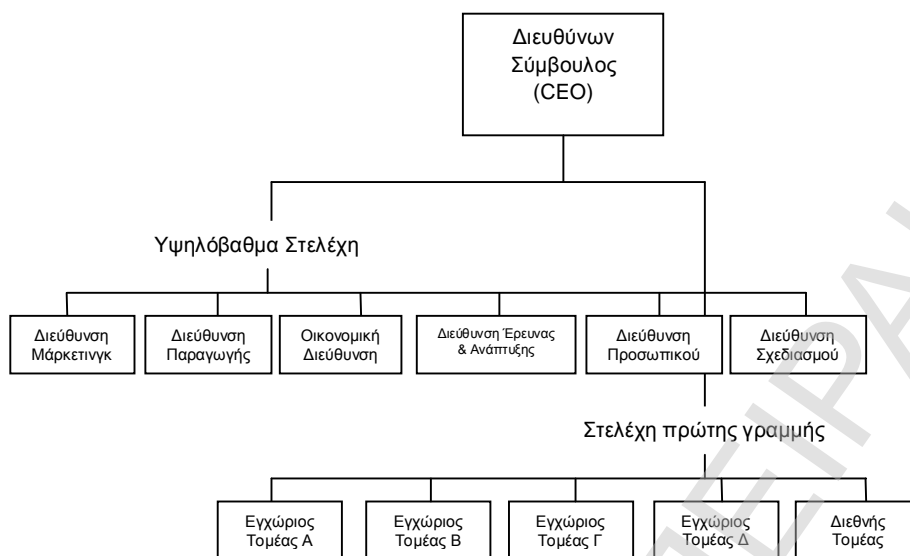 Διευθύνων
Σύμβουλος
(CEO)
Υψηλόβαθμα Στελέχη
Διεύθυνση
Μάρκετινγκ
Διεύθυνση
Παραγωγής
Οικονομική
Διεύθυνση
Διεύθυνση Έρευνας
& Ανάπτυξης
Διεύθυνση
Προσωπικού
Διεύθυνση
Σχεδιασμού
Στελέχη πρώτης γραμμής
Εγχώριος
Τομέας Α
Εγχώριος
Τομέας Β
Εγχώριος
Τομέας Γ
Εγχώριος
Τομέας Δ
Διεθνής
Τομέας